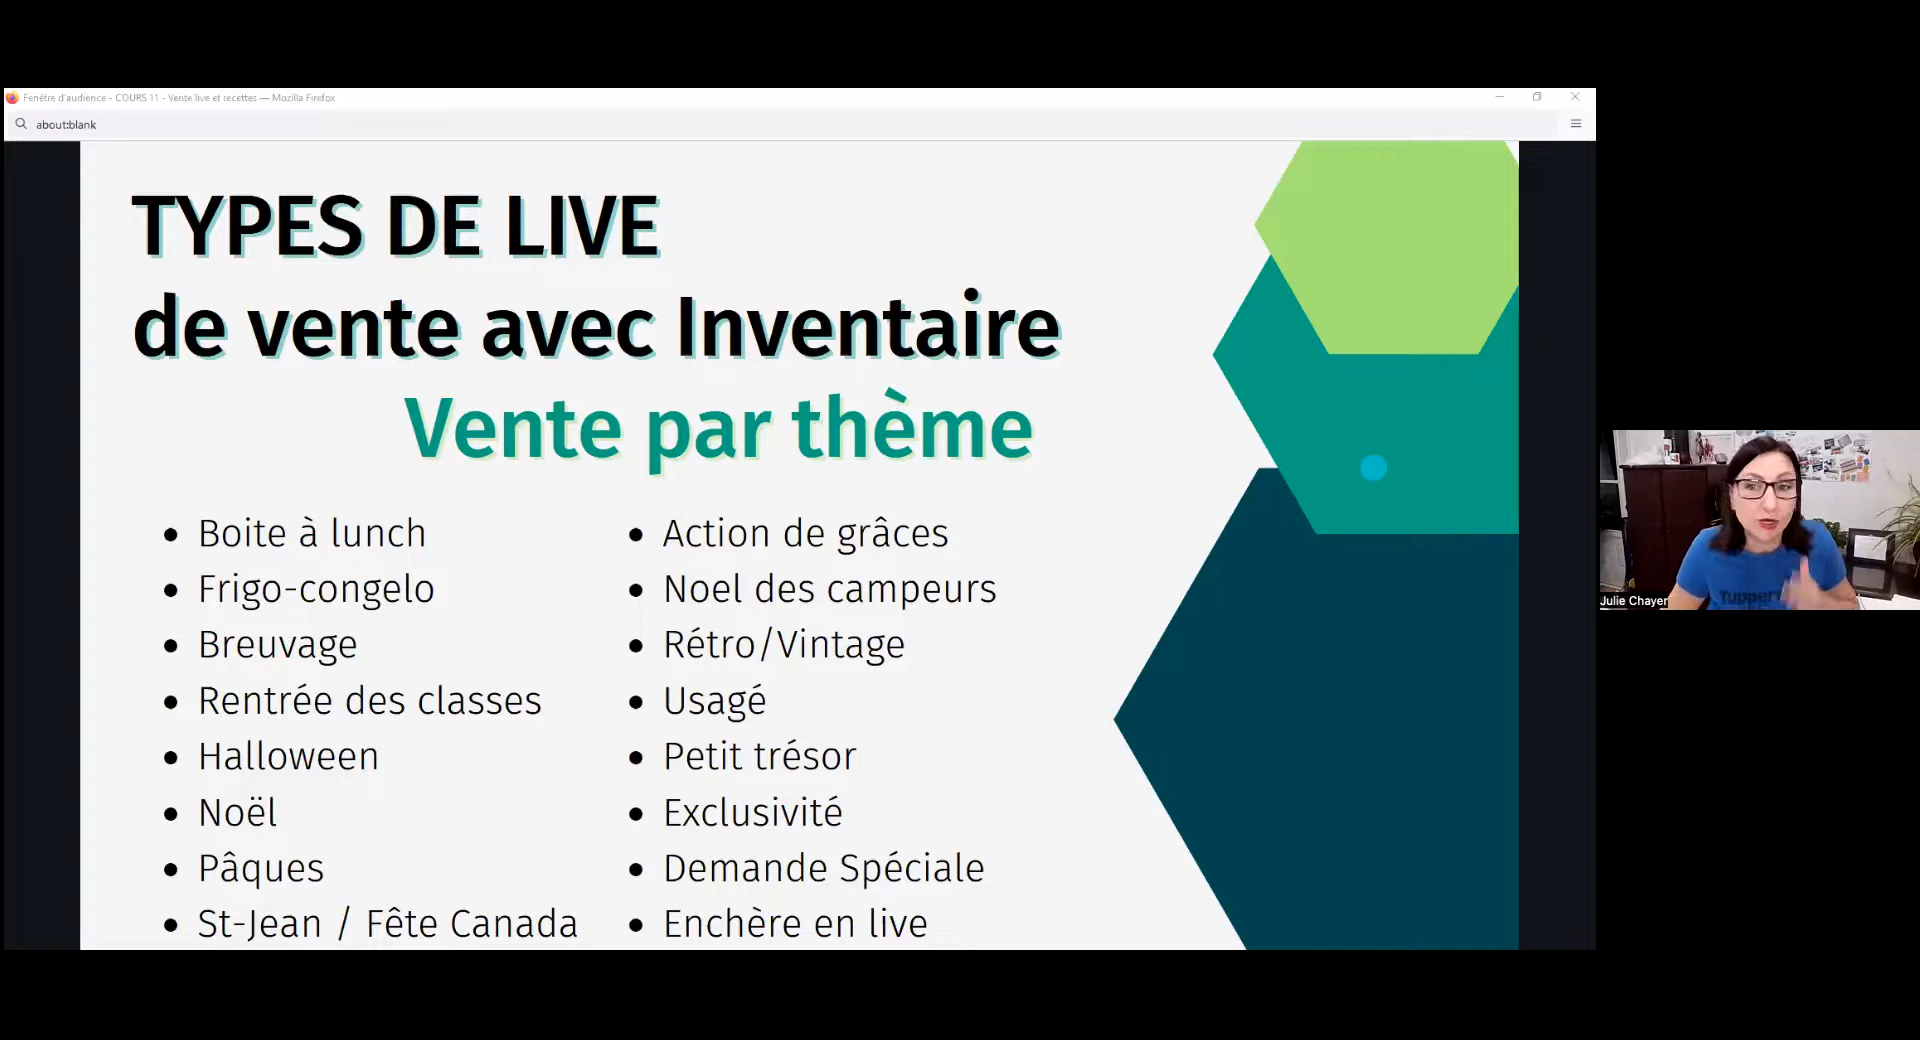 Fenêtre d'audience - COURS 11 - Vente live et recettes — Mozilla Firefox
about:blank
TYPES DE LIVE
de vente avec Inventaire
Vente par thème
• Boite à lunch
• Frigo-congelo
• Breuvage
• Rentrée des classes
• Halloween
• Noël
• Pâques
• St-Jean / Fête Canada
• Action de grâces
• Noel des campeurs
• Rétro/Vintage
• Usagé
• Petit trésor
• Exclusivité
• Demande Spéciale
• Enchère en live
Julie Chayer